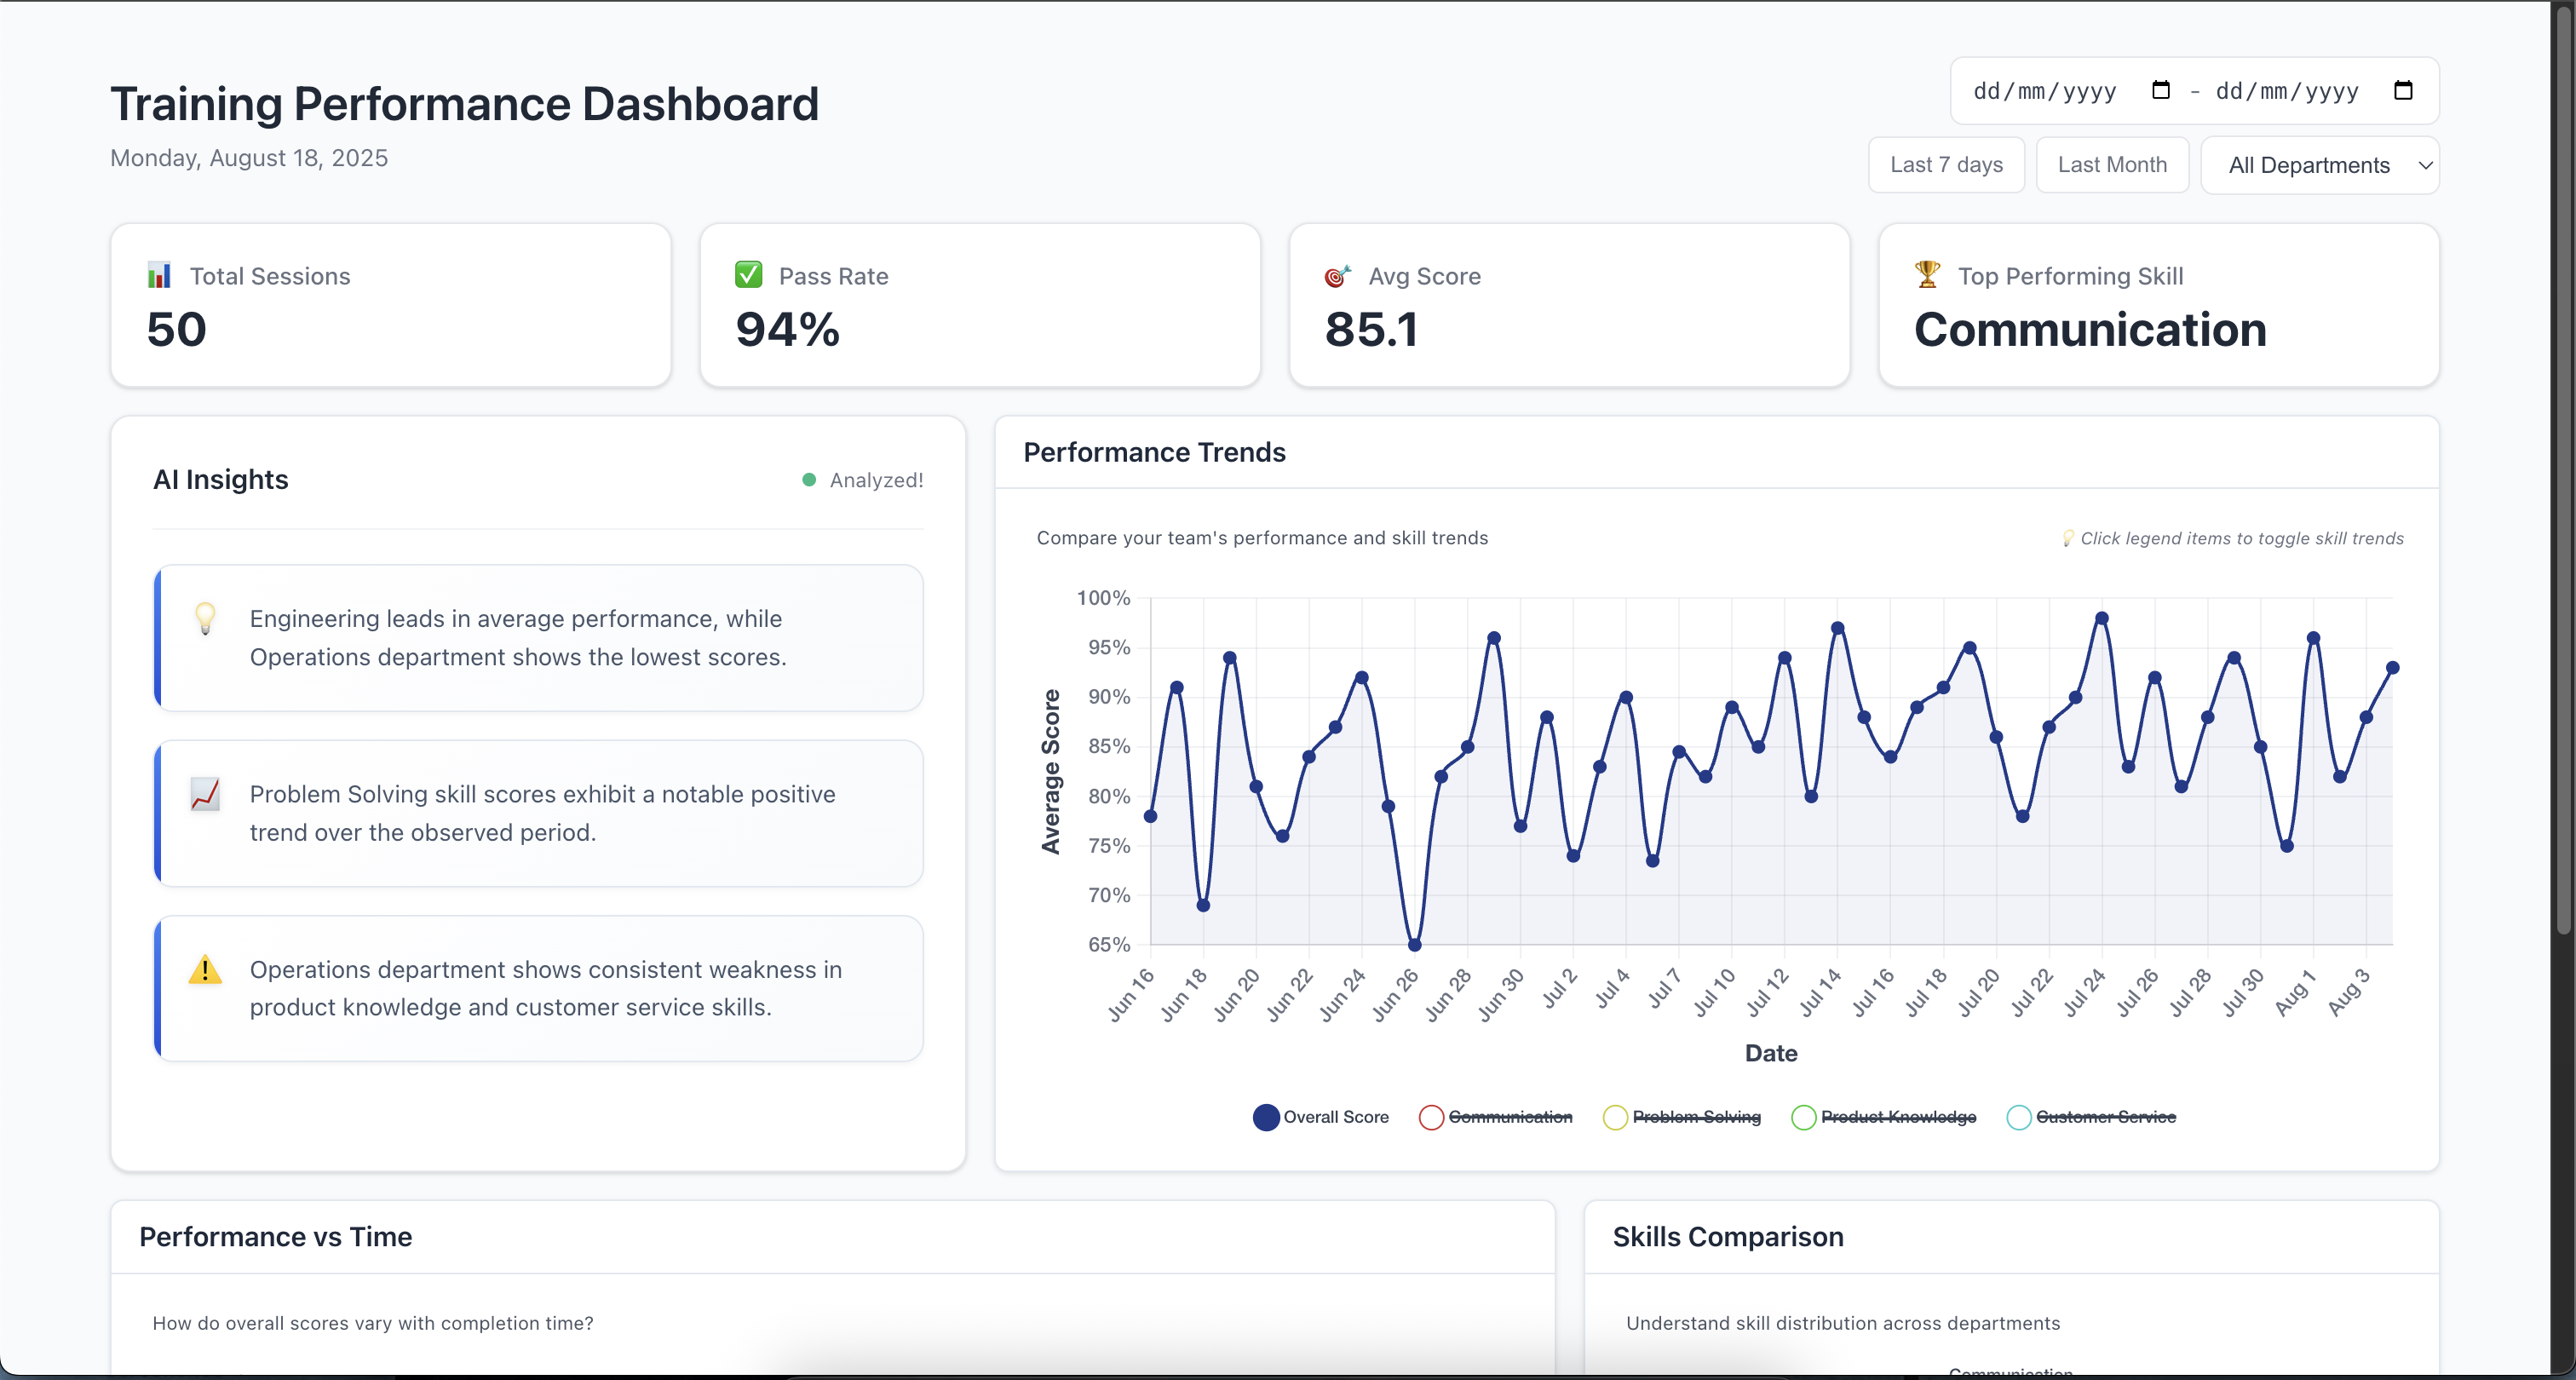 Training Performance Dashboard
Monday, August 18, 2025
dd/mm/yyyy - dd/mm/yyyy
Last 7 days
Last Month
All Departments
Total Sessions
50
Pass Rate
94%
Avg Score
85.1
Top Performing Skill
Communication
AI Insights
Analyzed!
Engineering leads in average performance, while
Operations department shows the lowest scores.
Problem Solving skill scores exhibit a notable positive
trend over the observed period.
Operations department shows consistent weakness in
product knowledge and customer service skills.
Performance Trends
Compare your team's performance and skill trends
Click legend items to toggle skill trends
Average Score
100%
95%
90%
85%
80%
75%
70%
65%
Jun 16
Jun 18
Jun 20
Jun 22
Jun 24
Jun 26
Jun 28
Jun 30
Jul 2
Jul 4
Jul 7
Jul 10
Jul 12
Jul 14
Jul 16
Jul 18
Jul 20
Jul 22
Jul 24
Jul 26
Jul 28
Jul 30
Aug 1
Aug 3
Date
Overall Score
Communication
Problem Solving
Product Knowledge
Customer Service
Performance vs Time
How do overall scores vary with completion time?
Skills Comparison
Understand skill distribution across departments
Communication